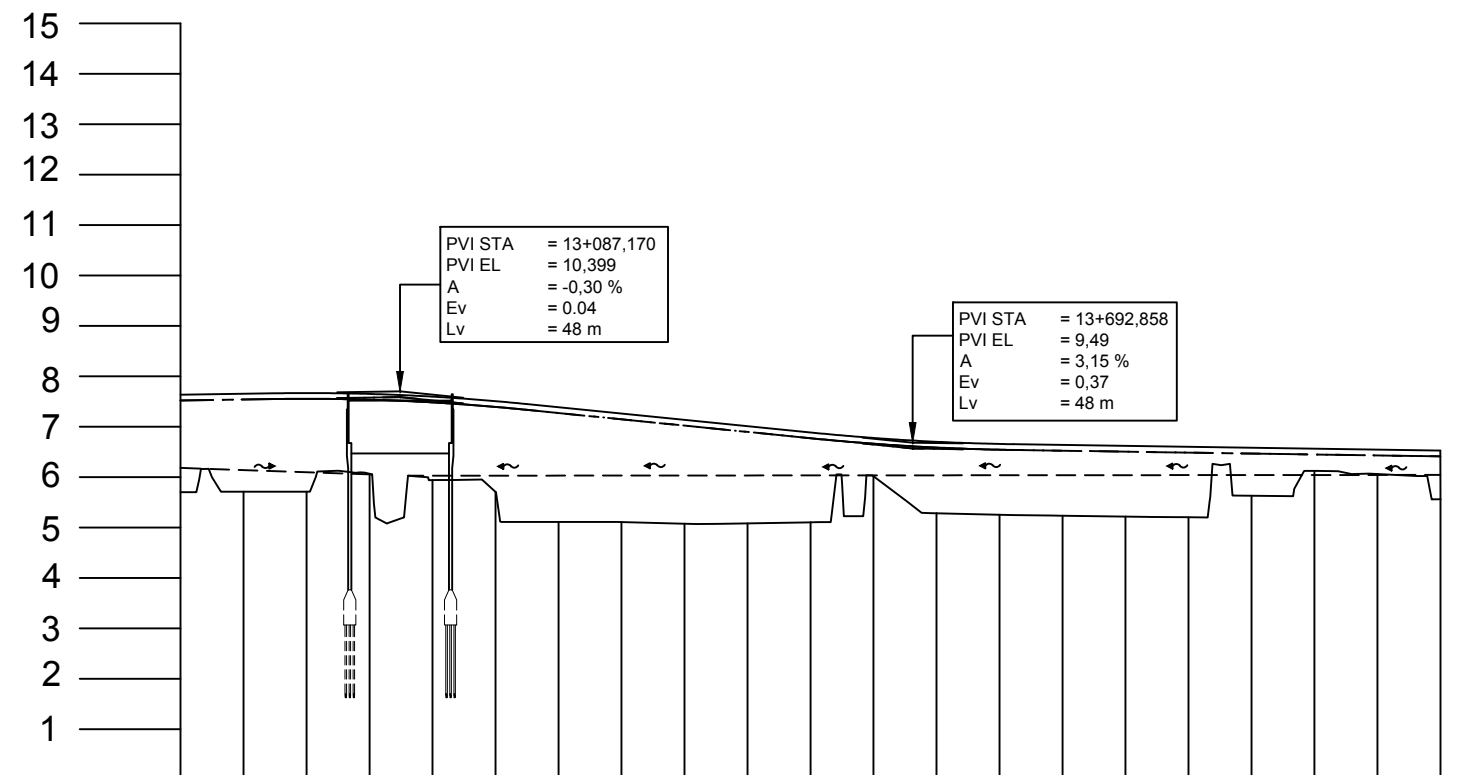 15
14
13
12
11
10
9
8
7
6
5
4
3
2
1
PVI STA = 13+087,170
PVI EL = 10,399
A = -0,30 %
Ev = 0.04
Lv = 48 m
PVI STA = 13+692,858
PVI EL = 9,49
A = 3,15 %
Ev = 0,37
Lv = 48 m